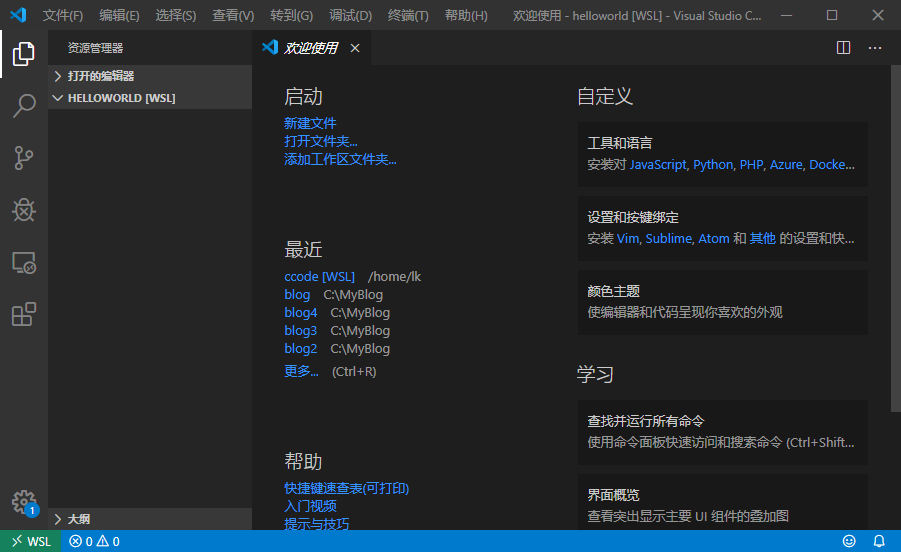 文件(F) 编辑(E) 选择(S) 查看(V) 转到(G) 调试(D) 终端(T) 帮助(H) 欢迎使用 - helloworld [WSL] - Visual Studio C...
资源管理器
打开的编辑器
HELLOWORLD [WSL]
大纲
欢迎使用
启动
新建文件
打开文件夹...
添加工作区文件夹...
最近
ccode [WSL] /home/lk
blog C:\MyBlog
blog4 C:\MyBlog
blog3 C:\MyBlog
blog2 C:\MyBlog
更多... (Ctrl+R)
帮助
快捷键速查表(可打印)
入门视频
提示与技巧
自定义
工具和语言
安装对 JavaScript, Python, PHP, Azure, Docke...
设置和按键绑定
安装 Vim, Sublime, Atom 和 其他 的设置和快...
颜色主题
使编辑器和代码呈现你喜欢的外观
学习
查找并运行所有命令
使用命令面板快速访问和搜索命令 (Ctrl+Shift...
界面概览
查看突出显示主要 UI 组件的叠加图
1
WSL 0 0